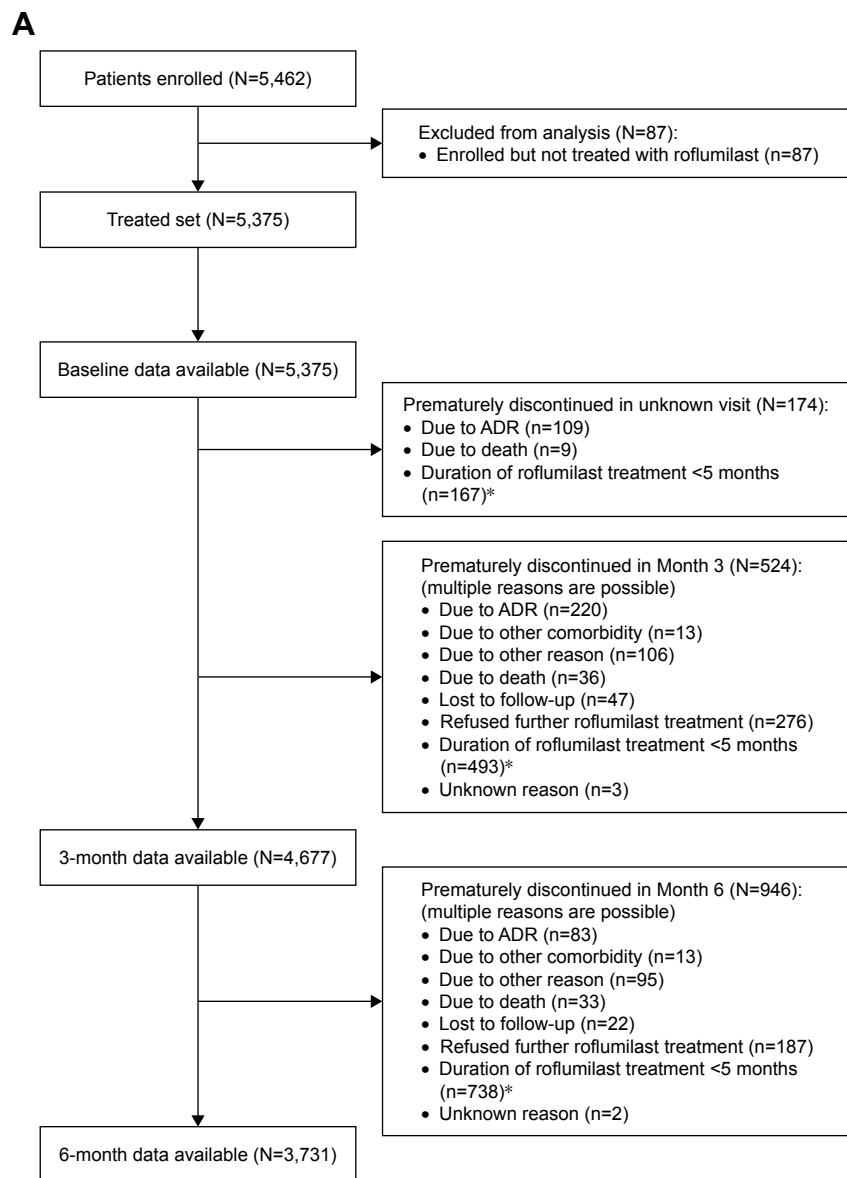 A
Patients enrolled (N=5,462)
Excluded from analysis (N=87):
• Enrolled but not treated with roflumilast (n=87)
Treated set (N=5,375)
Baseline data available (N=5,375)
Prematurely discontinued in unknown visit (N=174):
• Due to ADR (n=109)
• Due to death (n=9)
• Duration of roflumilast treatment <5 months
(n=167)*
Prematurely discontinued in Month 3 (N=524):
(multiple reasons are possible)
• Due to ADR (n=220)
• Due to other comorbidity (n=13)
• Due to other reason (n=106)
• Due to death (n=36)
• Lost to follow-up (n=47)
• Refused further roflumilast treatment (n=276)
• Duration of roflumilast treatment <5 months
(n=493)*
• Unknown reason (n=3)
3-month data available (N=4,677)
Prematurely discontinued in Month 6 (N=946):
(multiple reasons are possible)
• Due to ADR (n=83)
• Due to other comorbidity (n=13)
• Due to other reason (n=95)
• Due to death (n=33)
• Lost to follow-up (n=22)
• Refused further roflumilast treatment (n=187)
• Duration of roflumilast treatment <5 months
(n=738)*
• Unknown reason (n=2)
6-month data available (N=3,731)